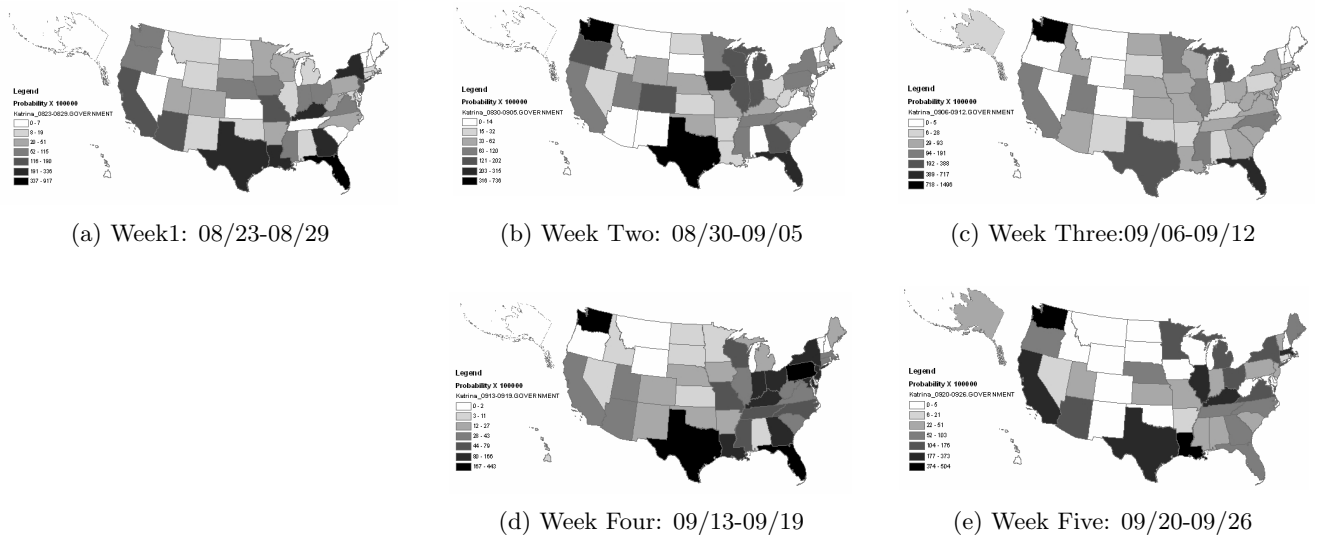 Legend
Probability X 100000
Katrina_0823-0829.GOVERNMENT
0 - 7
8 - 19
20 - 51
52 - 115
116 - 190
191 - 336
337 - 917
(a) Week1: 08/23-08/29
Legend
Probability X 100000
Katrina_0830-0905.GOVERNMENT
0 - 14
15 - 32
33 - 62
63 - 120
121 - 202
203 - 315
316 - 736
(b) Week Two: 08/30-09/05
Legend
Probability X 100000
Katrina_0906-0912.GOVERNMENT
0 - 5
6 - 28
29 - 93
94 - 191
192 - 388
389 - 717
718 - 1496
(c) Week Three:09/06-09/12
Legend
Probability X 100000
Katrina_0913-0919.GOVERNMENT
0 - 2
3 - 11
12 - 27
28 - 43
44 - 79
80 - 166
167 - 443
(d) Week Four: 09/13-09/19
Legend
Probability X 100000
Katrina_0920-0926.GOVERNMENT
0 - 5
6 - 21
22 - 51
52 - 103
104 - 176
177 - 373
374 - 504
(e) Week Five: 09/20-09/26